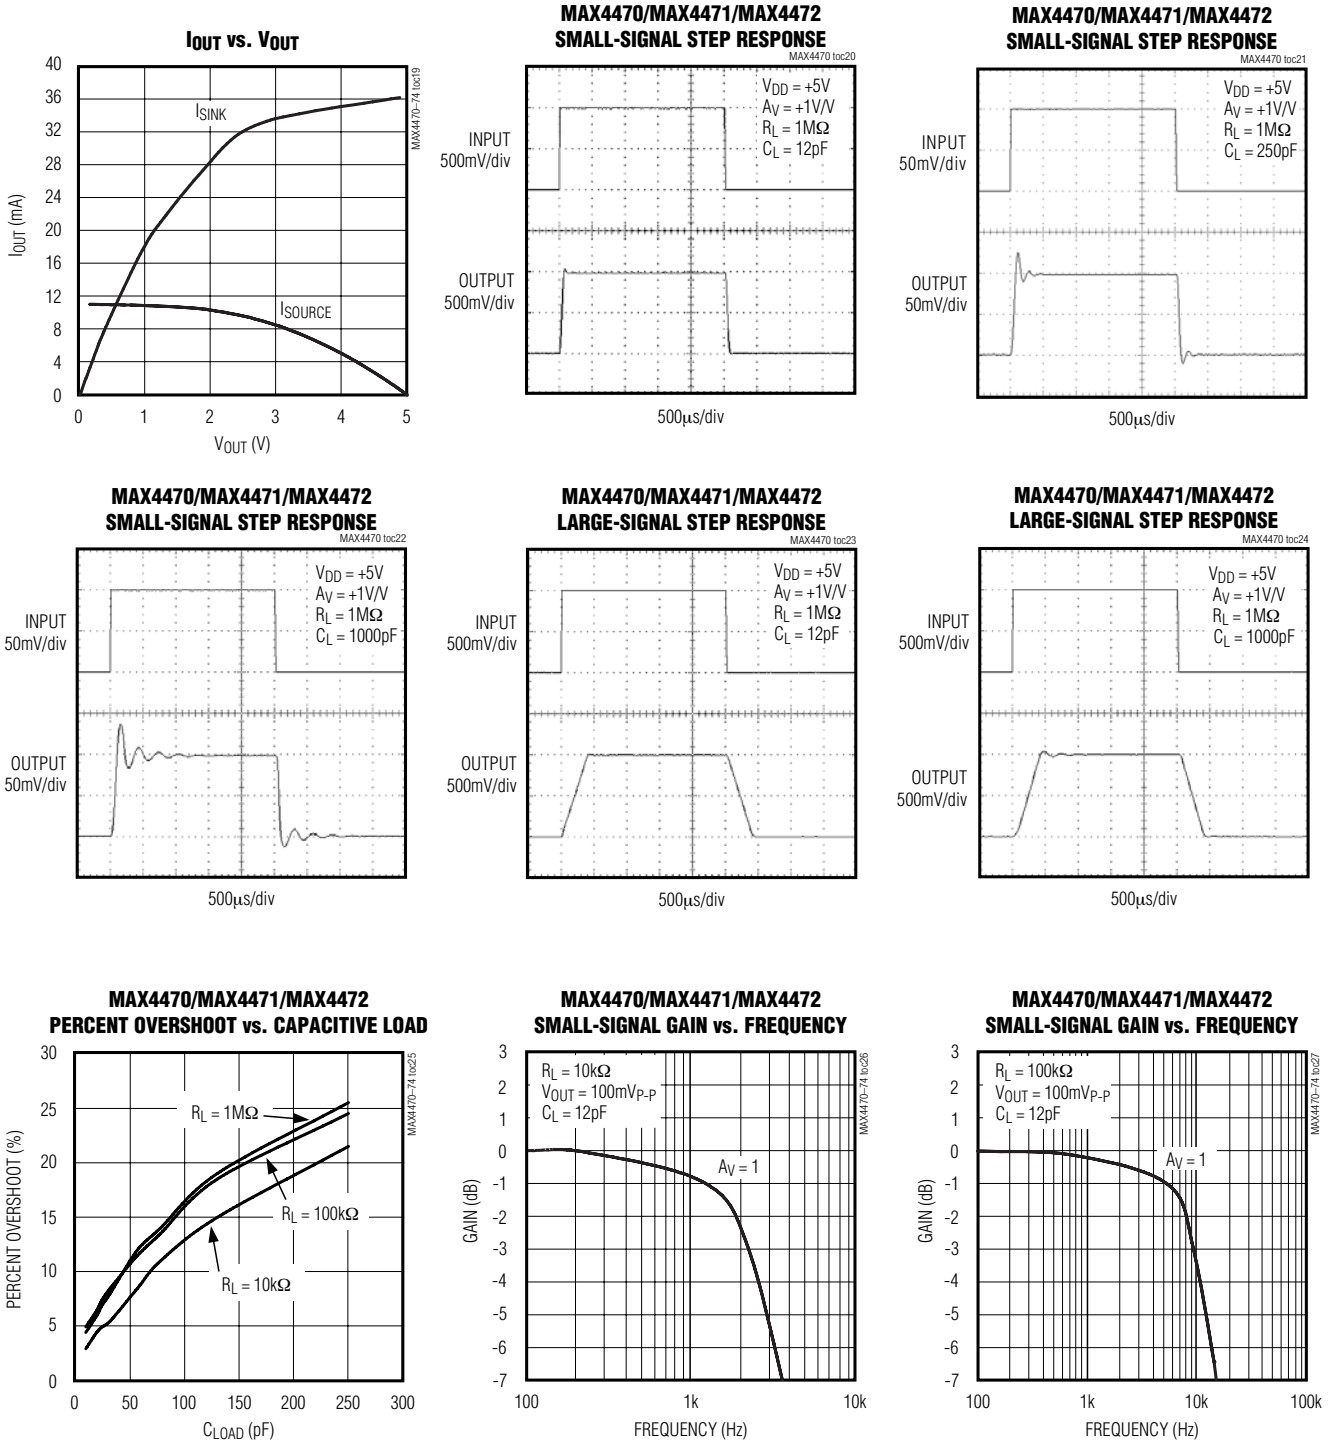 IOUT vs. VOUT
MAX4470–74 toc19
40
36
32
28
24
20
16
12
8
4
0
IOUT (mA)
ISINK
ISOURCE
0 1 2 3 4 5
VOUT (V)
MAX4470/MAX4471/MAX4472
SMALL-SIGNAL STEP RESPONSE
MAX4470 toc20
VDD = +5V
AV = +1V/V
RL = 1MΩ
CL = 12pF
INPUT
500mV/div
OUTPUT
500mV/div
500μs/div
MAX4470/MAX4471/MAX4472
SMALL-SIGNAL STEP RESPONSE
MAX4470 toc21
VDD = +5V
AV = +1V/V
RL = 1MΩ
CL = 250pF
INPUT
50mV/div
OUTPUT
50mV/div
500μs/div
MAX4470/MAX4471/MAX4472
SMALL-SIGNAL STEP RESPONSE
MAX4470 toc22
VDD = +5V
AV = +1V/V
RL = 1MΩ
CL = 1000pF
INPUT
50mV/div
OUTPUT
50mV/div
500μs/div
MAX4470/MAX4471/MAX4472
LARGE-SIGNAL STEP RESPONSE
MAX4470 toc23
VDD = +5V
AV = +1V/V
RL = 1MΩ
CL = 12pF
INPUT
500mV/div
OUTPUT
500mV/div
500μs/div
MAX4470/MAX4471/MAX4472
LARGE-SIGNAL STEP RESPONSE
MAX4470 toc24
VDD = +5V
AV = +1V/V
RL = 1MΩ
CL = 1000pF
INPUT
500mV/div
OUTPUT
500mV/div
500μs/div
MAX4470/MAX4471/MAX4472
PERCENT OVERSHOOT vs. CAPACITIVE LOAD
MAX4470–74 toc25
30
25
20
15
10
5
0
PERCENT OVERSHOOT (%)
RL = 1MΩ
RL = 100kΩ
RL = 10kΩ
0 50 100 150 200 250 300
CLOAD (pF)
MAX4470/MAX4471/MAX4472
SMALL-SIGNAL GAIN vs. FREQUENCY
MAX4470–74 toc26
3
2
1
0
-1
-2
-3
-4
-5
-6
-7
GAIN (dB)
RL = 10kΩ
VOUT = 100mVP-P
CL = 12pF
AV = 1
100 1k 10k
FREQUENCY (Hz)
MAX4470/MAX4471/MAX4472
SMALL-SIGNAL GAIN vs. FREQUENCY
MAX4470–74 toc27
3
2
1
0
-1
-2
-3
-4
-5
-6
-7
GAIN (dB)
RL = 100kΩ
VOUT = 100mVP-P
CL = 12pF
AV = 1
100 1k 10k 100k
FREQUENCY (Hz)